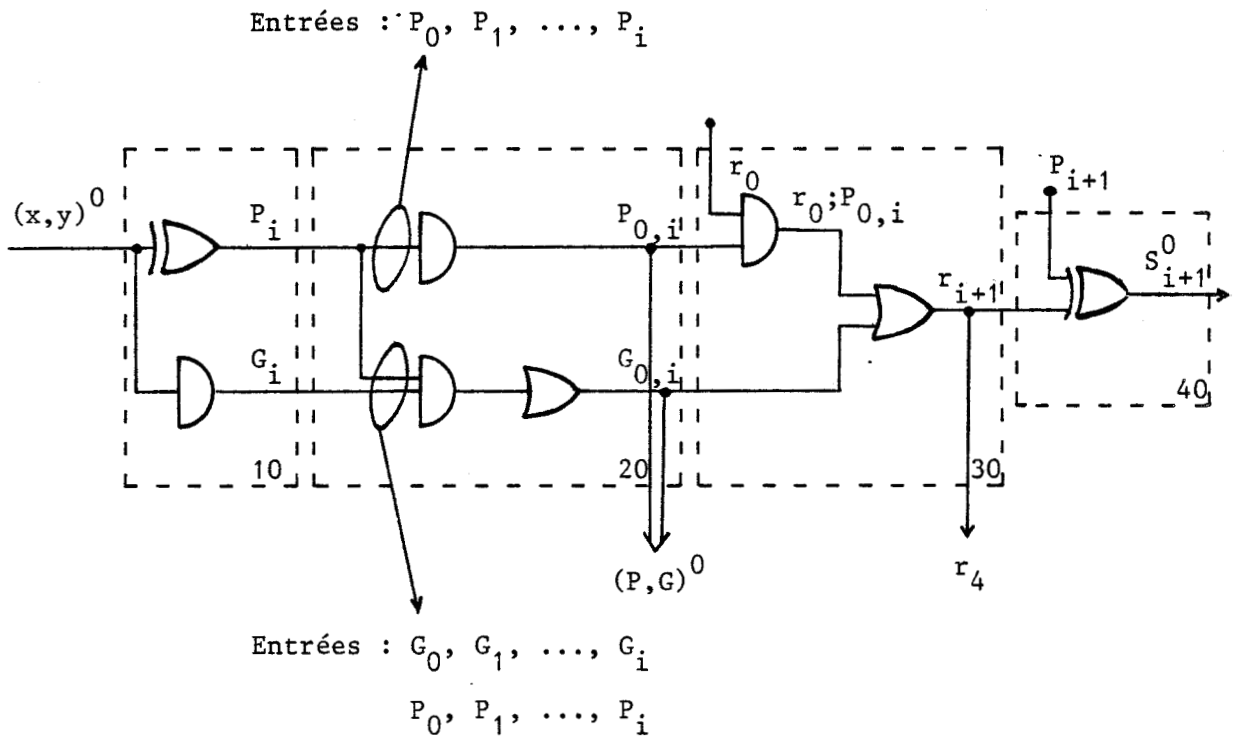 Entrées : P0, P1, ..., Pi
r0
Pi+1
(x,y)0
Pi
P0,i
r0;P0,i
S0i+1
ri+1
Gi
G0,i
40
10
20
30
(P,G)0
r4
Entrées : G0, G1, ..., Gi
P0, P1, ..., Pi